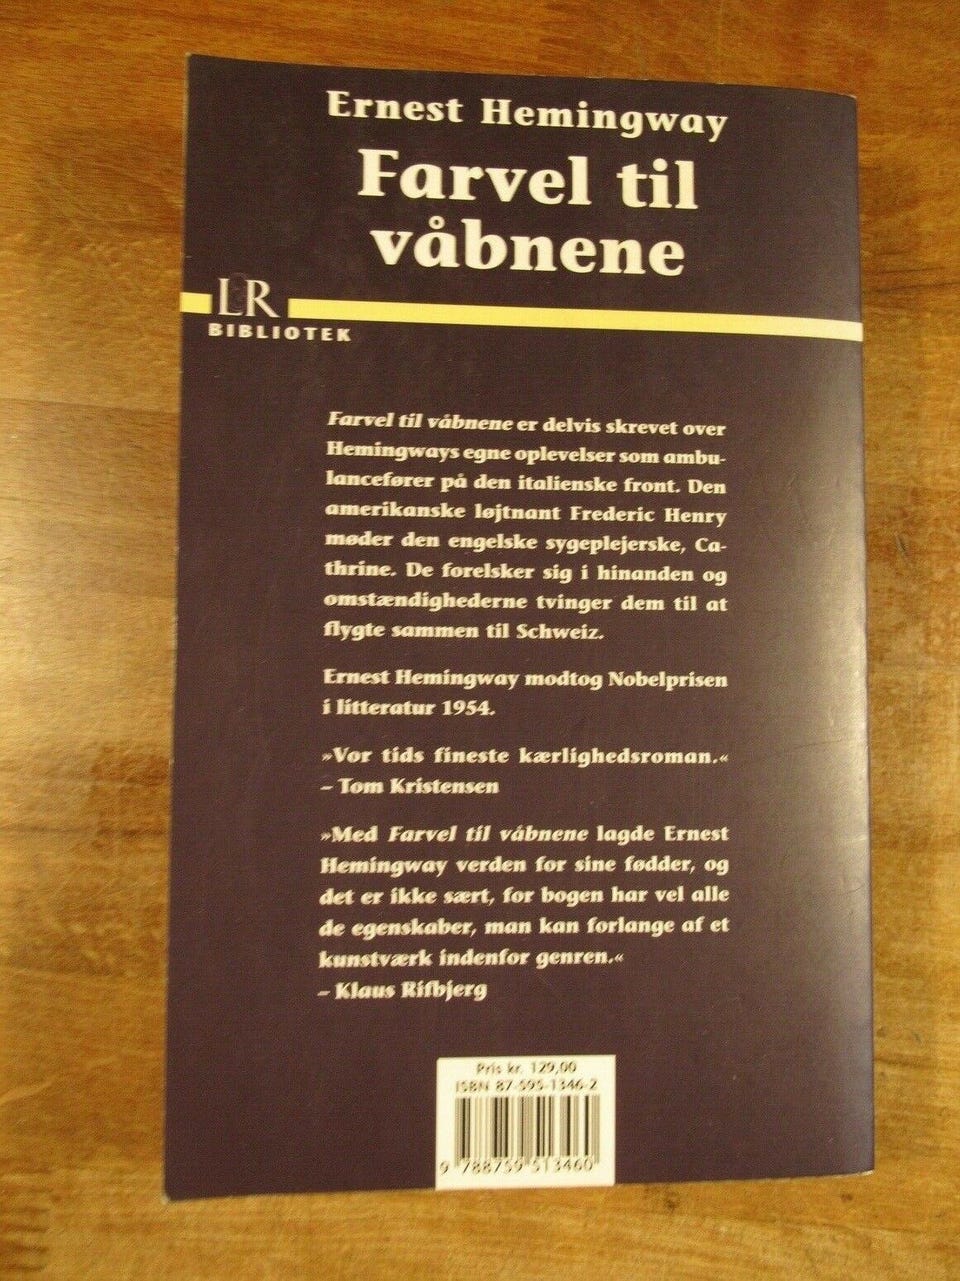 Ernest Hemingway
Farvel til
våbnene
L&R
BIBLIOTEK
Farvel til våbnene er delvis skrevet over
Hemingways egne oplevelser som ambu-
lancefører på den italienske front. Den
amerikanske løjtnant Frederic Henry
møder den engelske sygeplejerske, Ca-
thrine. De forelsker sig i hinanden og
omstændighederne tvinger dem til at
flygte sammen til Schweiz.
Ernest Hemingway modtog Nobelprisen
i litteratur 1954.
»Vor tids fineste kærlighedsroman.«
– Tom Kristensen
»Med Farvel til våbnene lagde Ernest
Hemingway verden for sine fødder, og
det er ikke sært, for bogen har vel alle
de egenskaber, man kan forlange af et
kunstværk indenfor genren.«
– Klaus Rifbjerg
Pris kr. 129,00
ISBN 87-595-1346-2
9 788759 513460